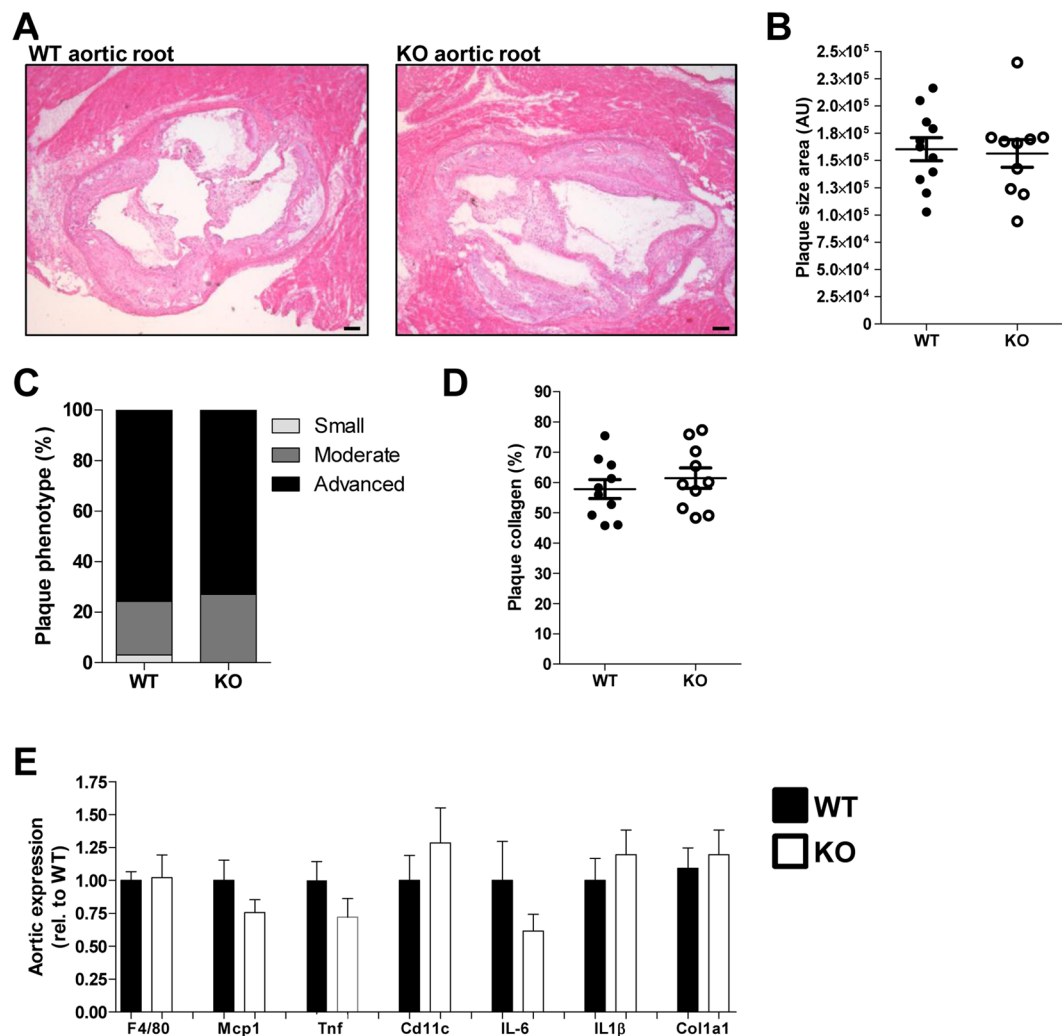 A
WT aortic root
KO aortic root
B
Plaque size area (AU)
2.5×10⁵
2.3×10⁵
2.0×10⁵
1.8×10⁵
1.5×10⁵
1.3×10⁵
1.0×10⁵
7.5×10⁴
5.0×10⁴
2.5×10⁴
0
WT KO
C
Plaque phenotype (%)
100
80
60
40
20
0
WT KO
Small
Moderate
Advanced
D
Plaque collagen (%)
90
80
70
60
50
40
30
20
10
0
WT KO
E
Aortic expression
(rel. to WT)
1.75
1.50
1.25
1.00
0.75
0.50
0.25
0.00
F4/80 Mcp1 Tnf Cd11c IL-6 IL1β Col1a1
WT
KO